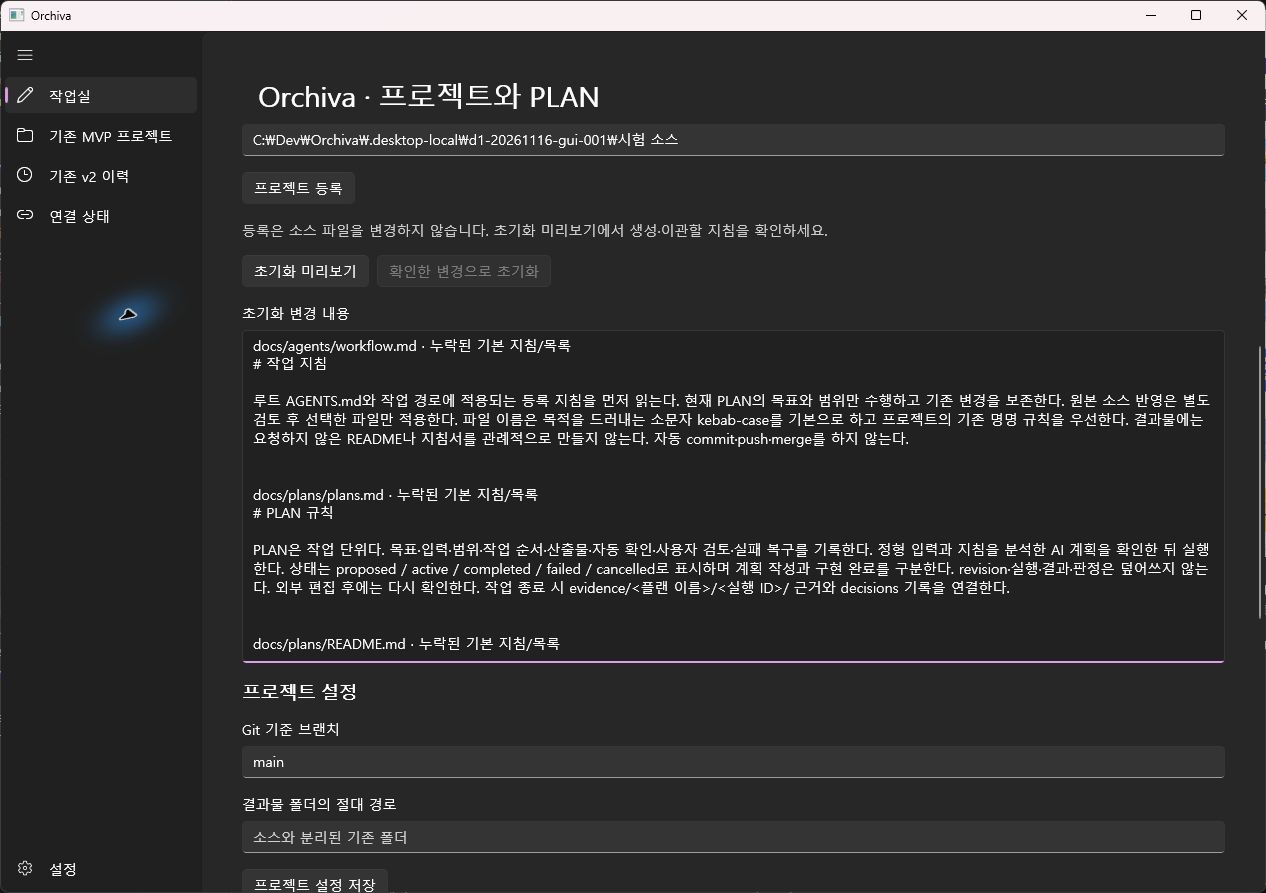 Orchiva
작업실
기존 MVP 프로젝트
기존 v2 이력
연결 상태
설정
Orchiva · 프로젝트와 PLAN
C:\Dev\Orchiva\.desktop-local\d1-20261116-gui-001\시험 소스
프로젝트 등록
등록은 소스 파일을 변경하지 않습니다. 초기화 미리보기에서 생성·이관할 지침을 확인하세요.
초기화 미리보기
확인한 변경으로 초기화
초기화 변경 내용
docs/agents/workflow.md · 누락된 기본 지침/목록
# 작업 지침
루트 AGENTS.md와 작업 경로에 적용되는 등록 지침을 먼저 읽는다. 현재 PLAN의 목표와 범위만 수행하고 기존 변경을 보존한다. 원본 소스 반영은 별도
검토 후 선택한 파일만 적용한다. 파일 이름은 목적을 드러내는 소문자 kebab-case를 기본으로 하고 프로젝트의 기존 명명 규칙을 우선한다. 결과물에는
요청하지 않은 README나 지침서를 관례적으로 만들지 않는다. 자동 commit·push·merge를 하지 않는다.
docs/plans/plans.md · 누락된 기본 지침/목록
# PLAN 규칙
PLAN은 작업 단위다. 목표·입력·범위·작업 순서·산출물·자동 확인·사용자 검토·실패 복구를 기록한다. 정형 입력과 지침을 분석한 AI 계획을 확인한 뒤 실행
한다. 상태는 proposed / active / completed / failed / cancelled로 표시하며 계획 작성과 구현 완료를 구분한다. revision·실행·결과·판정은 덮어쓰지 않는
다. 외부 편집 후에는 다시 확인한다. 작업 종료 시 evidence/<플랜 이름>/<실행 ID>/ 근거와 decisions 기록을 연결한다.
docs/plans/README.md · 누락된 기본 지침/목록
프로젝트 설정
Git 기준 브랜치
main
결과물 폴더의 절대 경로
소스와 분리된 기존 폴더
프로젝트 설정 저장